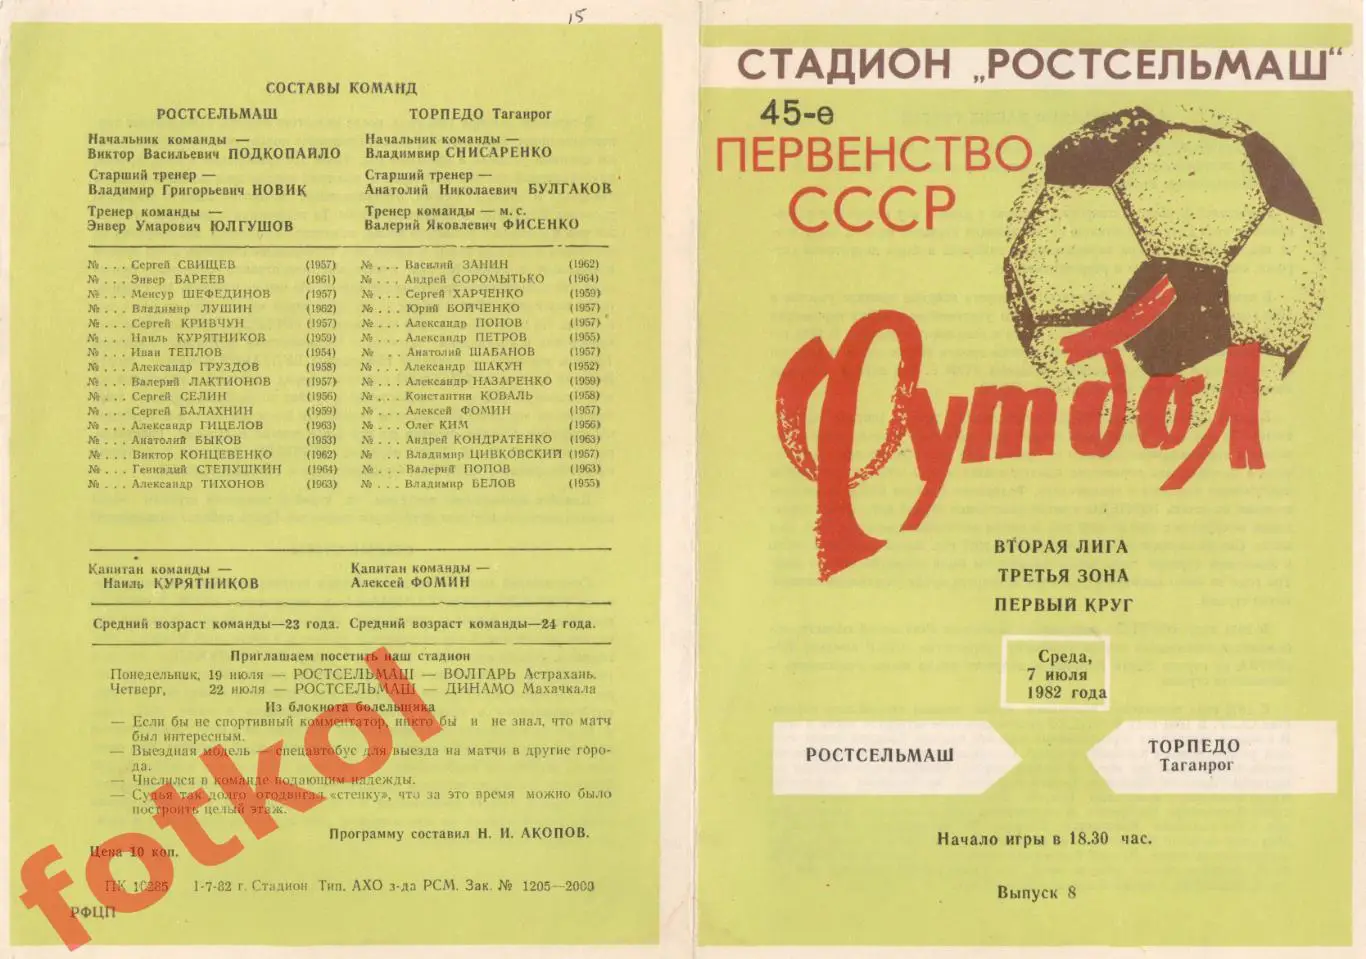 15
СОСТАВЫ КОМАНД
РОСТСЕЛЬМАШ
Начальник команды —
Виктор Васильевич ПОДКОПАЙЛО
Старший тренер —
Владимир Григорьевич НОВИК
Тренер команды —
Энвер Умарович ЮЛГУШОВ
ТОРПЕДО Таганрог
Начальник команды —
Владимвир СНИСАРЕНКО
Старший тренер —
Анатолий Николаевич БУЛГАКОВ
Тренер команды — м. с.
Валерий Яковлевич ФИСЕНКО
№ . . . Сергей СВИЩЕВ (1957)
№ . . . Энвер БАРЕЕВ (1961)
№ . . . Менсур ШЕФЕДИНОВ (1957)
№ . . . Владимир ЛУШИН (1962)
№ . . . Сергей КРИВЧУН (1957)
№ . . . Наиль КУРЯТНИКОВ (1959)
№ . . . Иван ТЕПЛОВ (1954)
№ . . . Александр ГРУЗДОВ (1958)
№ . . . Валерий ЛАКТИОНОВ (1957)
№ . . . Сергей СЕЛИН (1956)
№ . . . Сергей БАЛАХНИН (1959)
№ . . . Александр ГИЦЕЛОВ (1963)
№ . . . Анатолий БЫКОВ (1953)
№ . . . Виктор КОНЦЕВЕНКО (1962)
№ . . . Геннадий СТЕПУШКИН (1964)
№ . . . Александр ТИХОНОВ (1963)
№ . . . Василий ЗАНИН (1962)
№ . . . Андрей СОРОМЫТЬКО (1964)
№ . . . Сергей ХАРЧЕНКО (1959)
№ . . . Юрий БОЙЧЕНКО (1957)
№ . . . Александр ПОПОВ (1957)
№ . . . Александр ПЕТРОВ (1955)
№ . . Анатолий ШАБАНОВ (1957)
№ . . . Александр ШАКУН (1952)
№ . . . Александр НАЗАРЕНКО (1959)
№ . . . Константин КОВАЛЬ (1958)
№ . . . Алексей ФОМИН (1957)
№ . . . Олег КИМ (1956)
№ . . . Андрей КОНДРАТЕНКО (1963)
№ . . . Владимир ЦИВКОВСКИЙ (1957)
№ . . . Валерий ПОПОВ (1963)
№ . . . Владимир БЕЛОВ (1955)
Капитан команды —
Наиль КУРЯТНИКОВ
Капитан команды —
Алексей ФОМИН
Средний возраст команды—23 года. Средний возраст команды—24 года.
Приглашаем посетить наш стадион
Понедельник, 19 июля — РОСТСЕЛЬМАШ — ВОЛГАРЬ Астрахань.
Четверг, 22 июля — РОСТСЕЛЬМАШ — ДИНАМО Махачкала
Из блокнота болельщика
— Если бы не спортивный комментатор, никто бы и не знал, что матч
был интересным.
— Выездная модель — спецавтобус для выезда на матчи в другие горо-
да.
— Числился в команде подающим надежды.
— Судья так долго отодвигал «стенку», что за это время можно было
построить целый этаж.
Программу составил Н. И. АКОПОВ.
Цена 10 коп.
ПК 10285 1-7-82 г. Стадион Тип. АХО з-да РСМ. Зак. № 1205—2000
РФЦП
fotkol
СТАДИОН „РОСТСЕЛЬМАШ“
45-е
ПЕРВЕНСТВО
СССР
Футбол
ВТОРАЯ ЛИГА
ТРЕТЬЯ ЗОНА
ПЕРВЫЙ КРУГ
Среда,
7 июля
1982 года
РОСТСЕЛЬМАШ
ТОРПЕДО
Таганрог
Начало игры в 18.30 час.
Выпуск 8